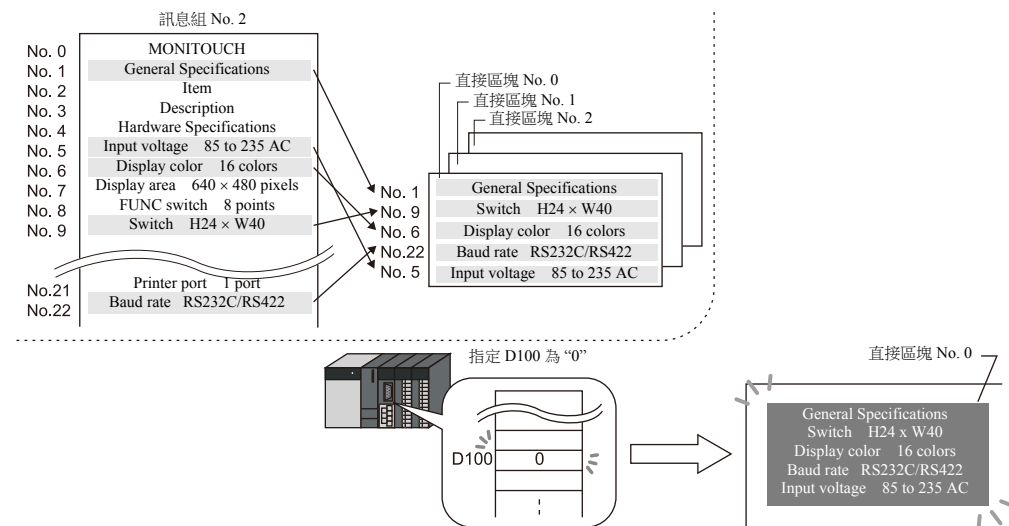 訊息組 No. 2
No. 0 MONITOUCH
No. 1 General Specifications
No. 2 Item
No. 3 Description
No. 4 Hardware Specifications
No. 5 Input voltage 85 to 235 AC
No. 6 Display color 16 colors
No. 7 Display area 640 × 480 pixels
No. 8 FUNC switch 8 points
No. 9 Switch H24 × W40
No.21 Printer port 1 port
No.22 Baud rate RS232C/RS422
直接區塊 No. 0
直接區塊 No. 1
直接區塊 No. 2
No. 1 General Specifications
No. 9 Switch H24 × W40
No. 6 Display color 16 colors
No.22 Baud rate RS232C/RS422
No. 5 Input voltage 85 to 235 AC
指定 D100 為 “0”
D100 0
直接區塊 No. 0
General Specifications
Switch H24 x W40
Display color 16 colors
Baud rate RS232C/RS422
Input voltage 85 to 235 AC